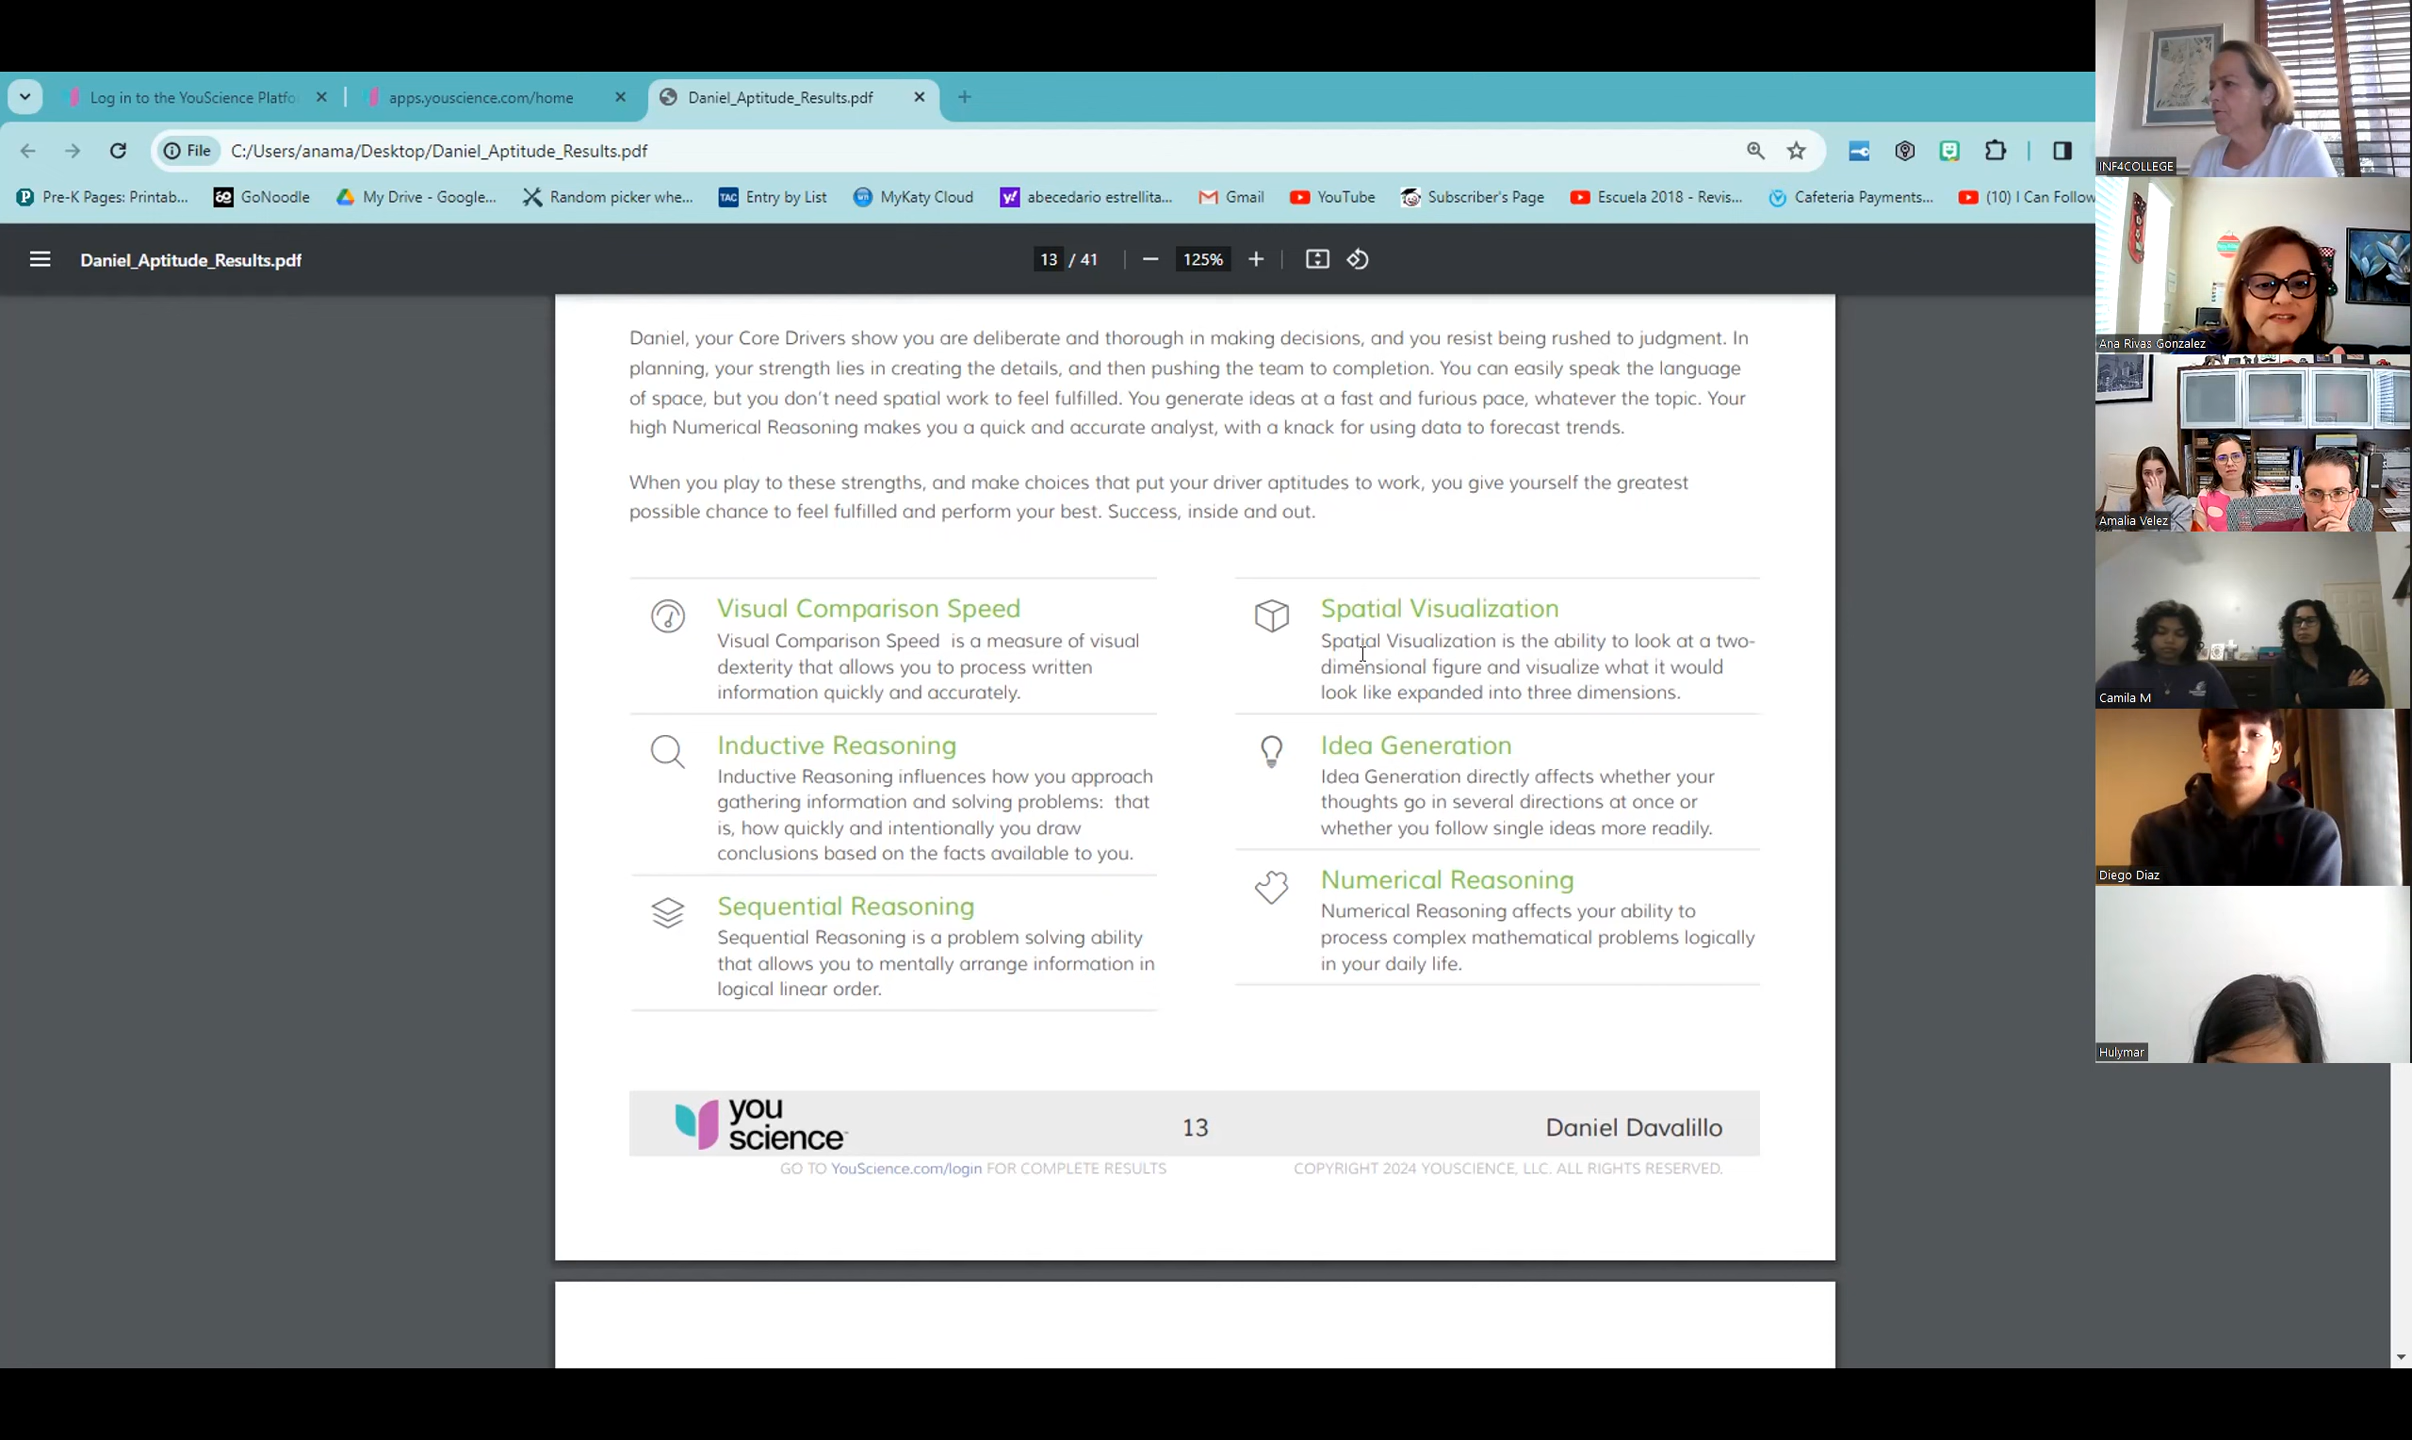 Log in to the YouScience Platfo
apps.youscience.com/home
Daniel_Aptitude_Results.pdf
File
C:/Users/anama/Desktop/Daniel_Aptitude_Results.pdf
Pre-K Pages: Printab...
GoNoodle
My Drive - Google...
Random picker whe...
TAC
Entry by List
MyKaty Cloud
abecedario estrellita...
Gmail
YouTube
Subscriber's Page
Escuela 2018 - Revis...
Cafeteria Payments...
(10) I Can Follow
Daniel_Aptitude_Results.pdf
13 / 41
125%
Daniel, your Core Drivers show you are deliberate and thorough in making decisions, and you resist being rushed to judgment. In
planning, your strength lies in creating the details, and then pushing the team to completion. You can easily speak the language
of space, but you don't need spatial work to feel fulfilled. You generate ideas at a fast and furious pace, whatever the topic. Your
high Numerical Reasoning makes you a quick and accurate analyst, with a knack for using data to forecast trends.
When you play to these strengths, and make choices that put your driver aptitudes to work, you give yourself the greatest
possible chance to feel fulfilled and perform your best. Success, inside and out.
Visual Comparison Speed
Visual Comparison Speed is a measure of visual
dexterity that allows you to process written
information quickly and accurately.
Inductive Reasoning
Inductive Reasoning influences how you approach
gathering information and solving problems: that
is, how quickly and intentionally you draw
conclusions based on the facts available to you.
Sequential Reasoning
Sequential Reasoning is a problem solving ability
that allows you to mentally arrange information in
logical linear order.
Spatial Visualization
Spatial Visualization is the ability to look at a two-
dimensional figure and visualize what it would
look like expanded into three dimensions.
Idea Generation
Idea Generation directly affects whether your
thoughts go in several directions at once or
whether you follow single ideas more readily.
Numerical Reasoning
Numerical Reasoning affects your ability to
process complex mathematical problems logically
in your daily life.
you
science
13
Daniel Davalillo
GO TO YouScience.com/login FOR COMPLETE RESULTS
COPYRIGHT 2024 YOUSCIENCE, LLC. ALL RIGHTS RESERVED.
INF4COLLEGE
Ana Rivas Gonzalez
Amalia Velez
Camila M
Diego Diaz
Hulymar